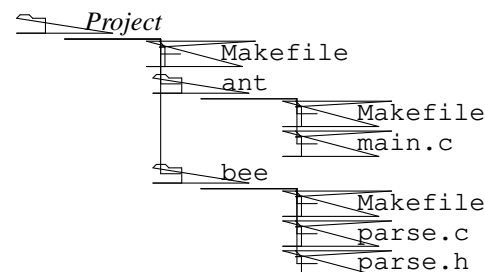 Project
Makefile
ant
Makefile
main.c
bee
Makefile
parse.c
parse.h